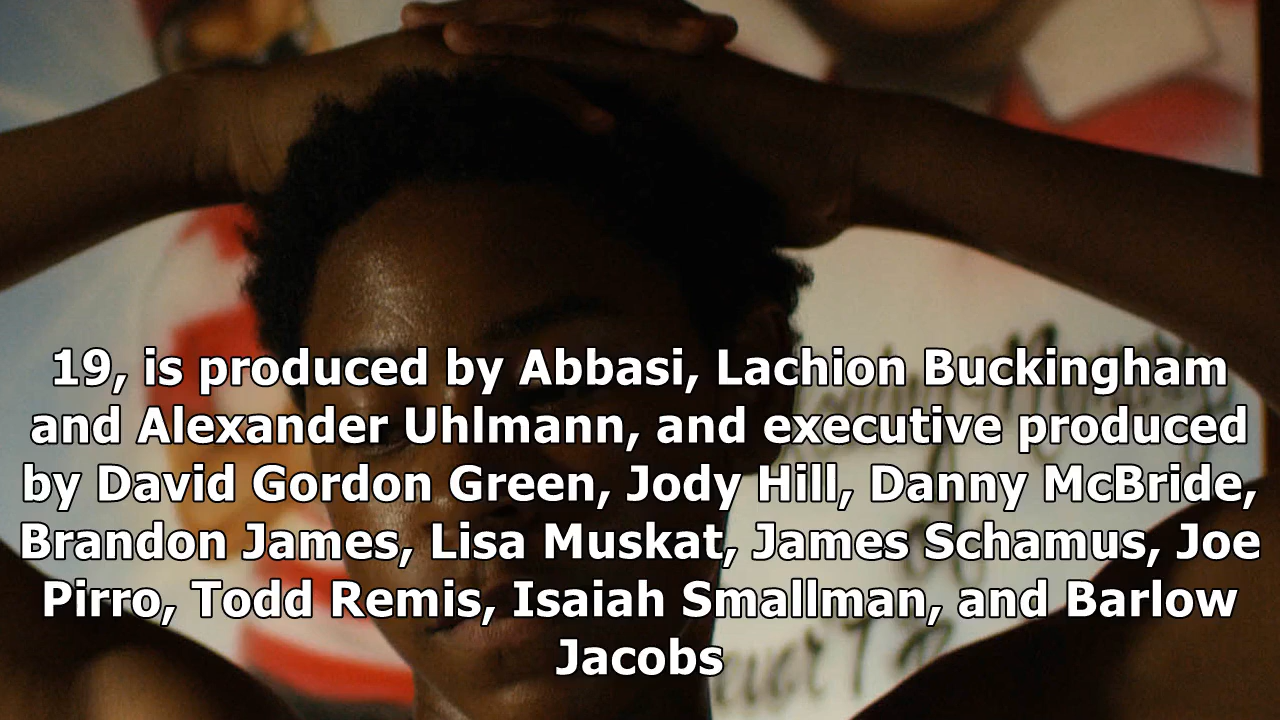 19, is produced by Abbasi, Lachion Buckingham
and Alexander Uhlmann, and executive produced
by David Gordon Green, Jody Hill, Danny McBride,
Brandon James, Lisa Muskat, James Schamus, Joe
Pirro, Todd Remis, Isaiah Smallman, and Barlow
Jacobs